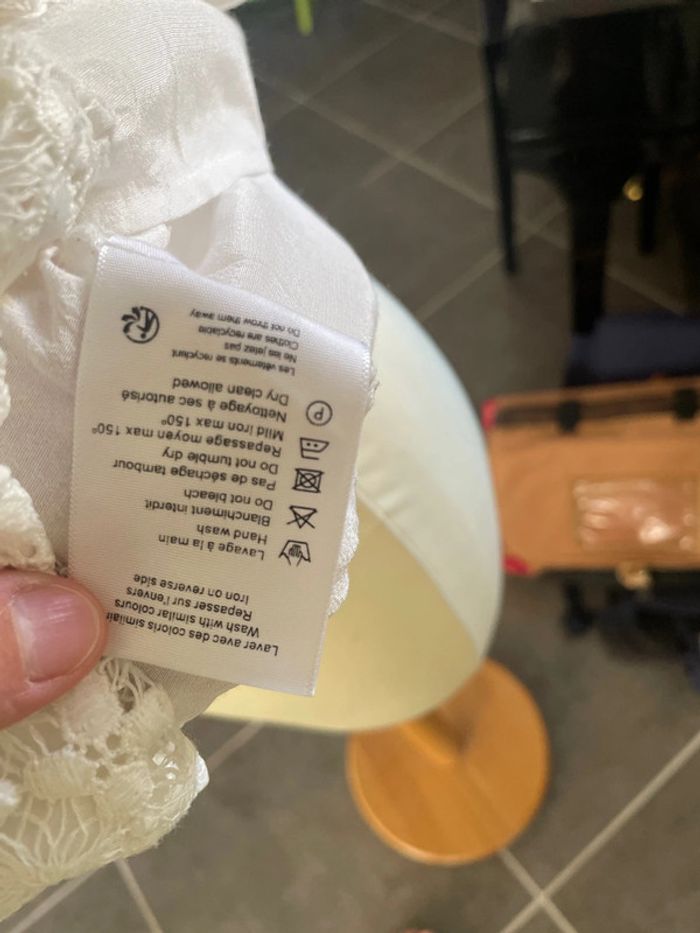 Laver avec des coloris similair
Wash with similar colours
Repasser sur l'envers
Iron on reverse side
Lavage à la main
Hand wash
Blanchiment interdit
Do not bleach
Pas de séchage tambour
Do not tumble dry
Repassage moyen max 150°
Mild iron max 150°
Nettoyage à sec autorisé
Dry clean allowed
P
Les vêtements se recyclent
Ne les jetez pas
Clothes are recyclable
Do not throw them away